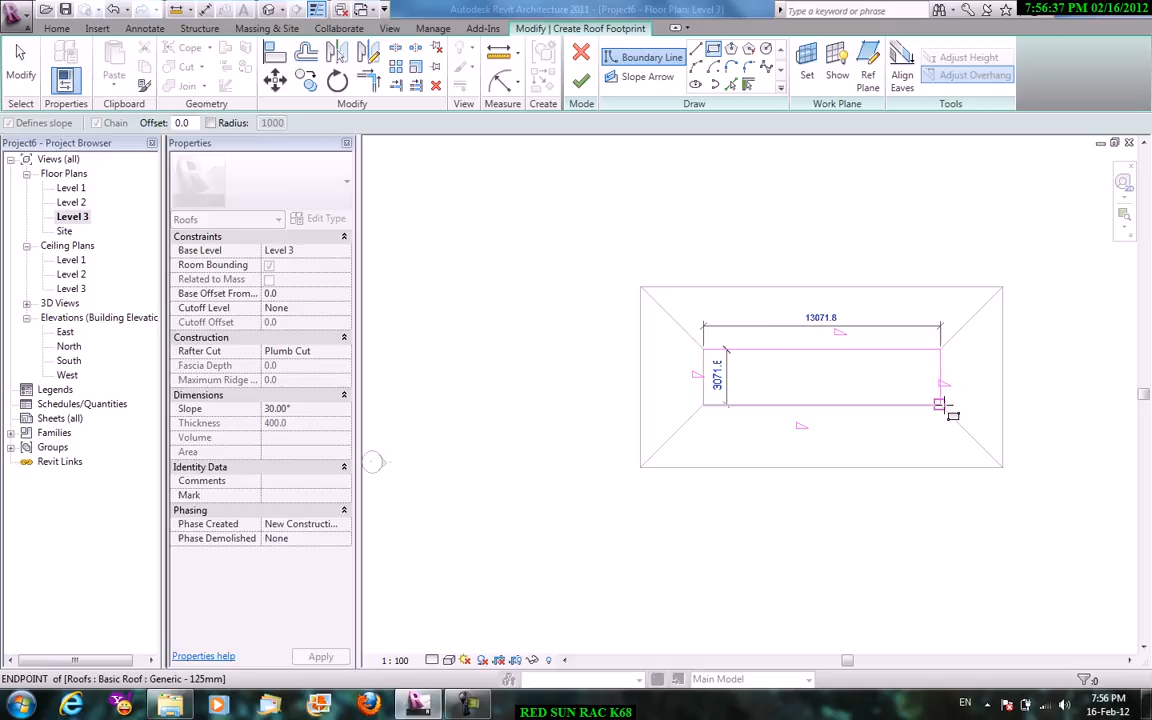 Autodesk Revit Architecture 2011 - [Project6 - Floor Plan: Level 3]
Type a keyword or phrase
7:56:37 PM 02/16/2012
Home Insert Annotate Structure Massing & Site Collaborate View Manage Add-Ins Modify | Create Roof Footprint
Modify
Paste
Cope
Cut
Join
Set Show Ref Plane
Align Eaves
Boundary Line
Slope Arrow
Adjust Height
Adjust Overhang
Select Properties Clipboard Geometry Modify View Measure Create Mode Draw Work Plane Tools
Defines slope Chain Offset: 0.0 Radius: 1000
Project6 - Project Browser
Views (all)
Floor Plans
Level 1
Level 2
Level 3
Site
Ceiling Plans
Level 1
Level 2
Level 3
3D Views
Elevations (Building Elevatic
East
North
South
West
Legends
Schedules/Quantities
Sheets (all)
Families
Groups
Revit Links
Properties
Roofs Edit Type
Constraints
Base Level Level 3
Room Bounding
Related to Mass
Base Offset From... 0.0
Cutoff Level None
Cutoff Offset 0.0
Construction
Rafter Cut Plumb Cut
Fascia Depth 0.0
Maximum Ridge ... 0.0
Dimensions
Slope 30.00°
Thickness 400.0
Volume
Area
Identity Data
Comments
Mark
Phasing
Phase Created New Constructi...
Phase Demolished None
Properties help Apply
13071.8
3071.8
2D
1 : 100
ENDPOINT of [Roofs : Basic Roof : Generic - 125mm]
Main Model
:0
EN
7:56 PM
16-Feb-12
RED SUN RAC K68